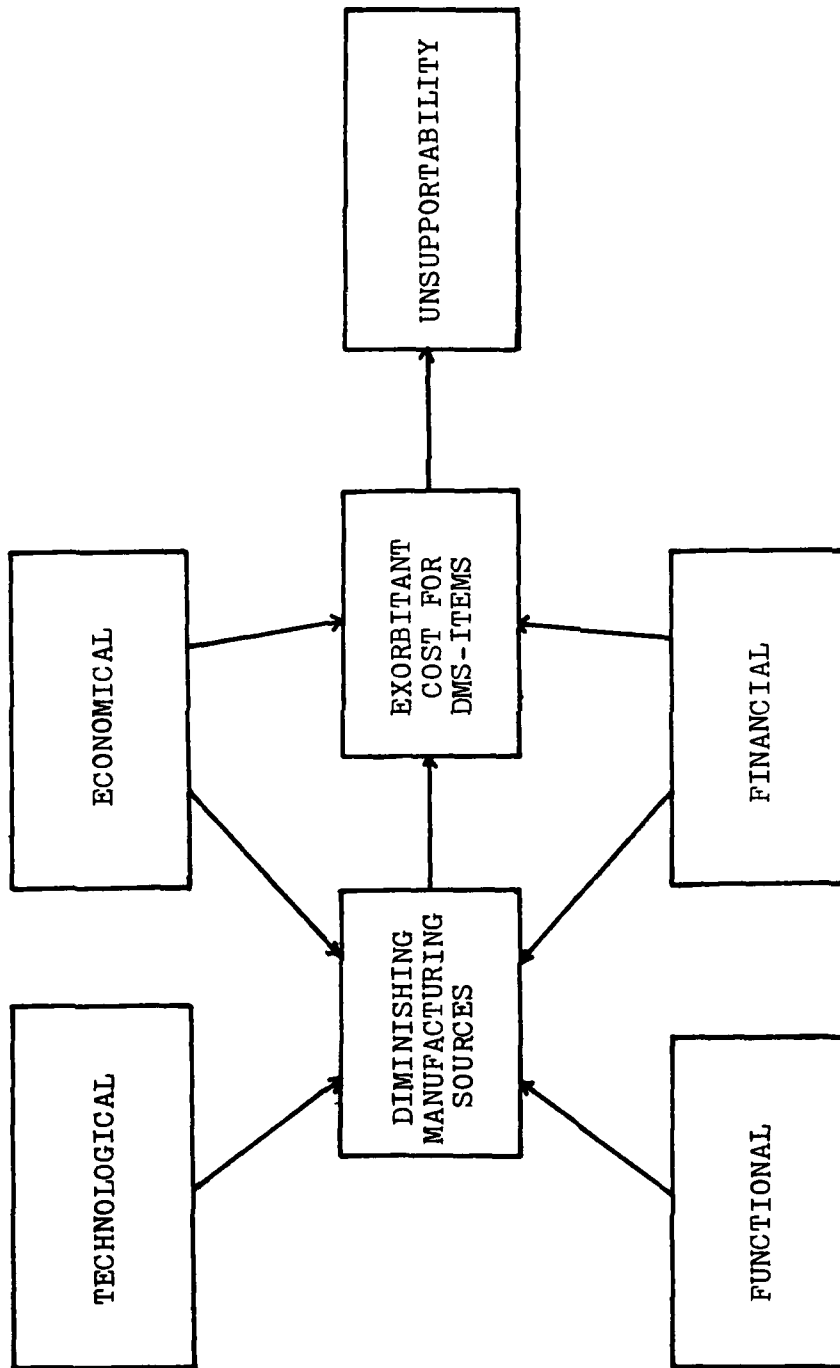 TECHNOLOGICAL
ECONOMICAL
DIMINISHING
MANUFACTURING
SOURCES
EXORBITANT
COST FOR
DMS-ITEMS
UNSUPPORTABILITY
FUNCTIONAL
FINANCIAL